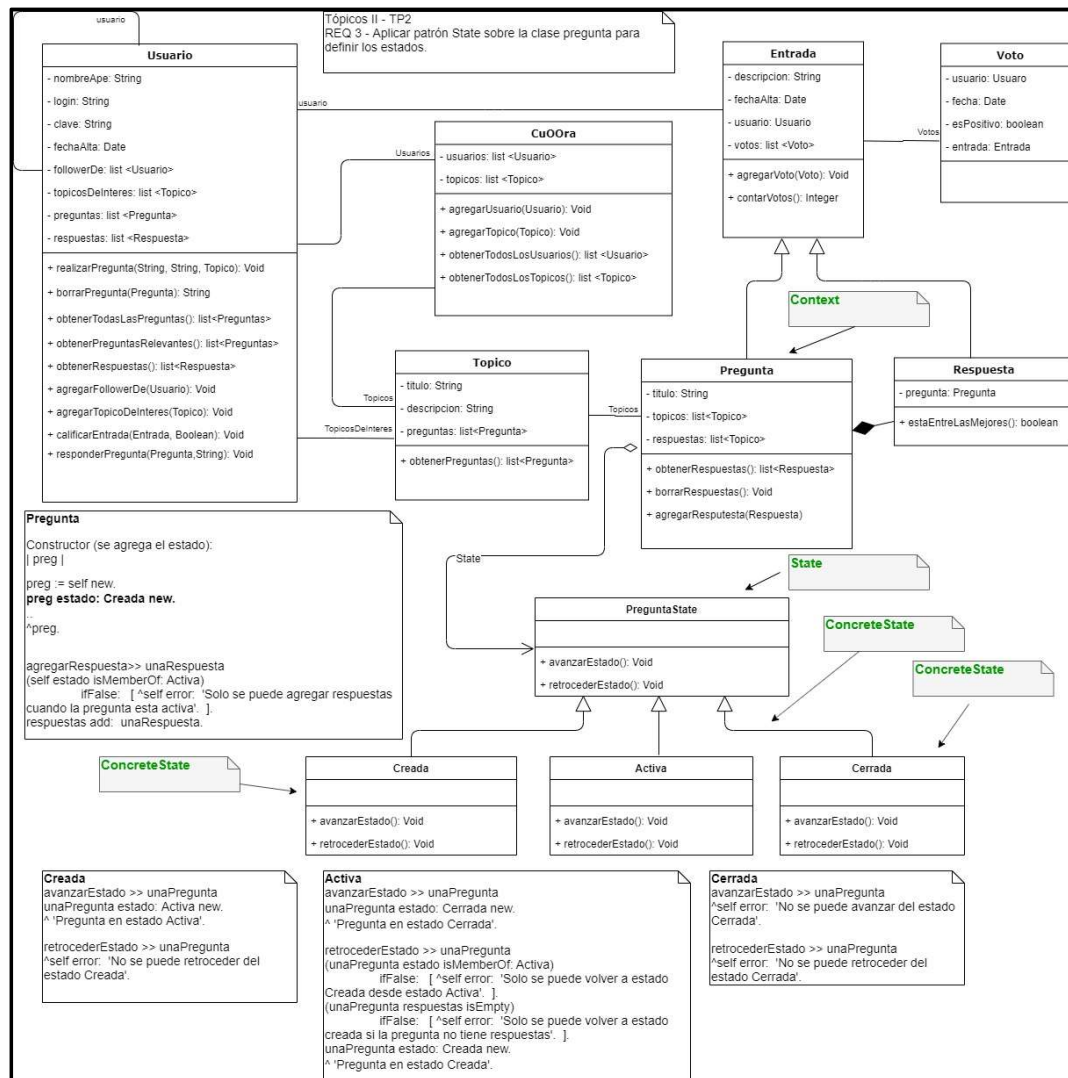 usuario
Tópicos II - TP2
REQ 3 - Aplicar patrón State sobre la clase pregunta para
definir los estados.
Usuario
- nombreApe: String
- login: String
- clave: String
- fechaAlta: Date
- followerDe: list <Usuario>
- topicosDeInteres: list <Topico>
- preguntas: list <Pregunta>
- respuestas: list <Respuesta>
+ realizarPregunta(String, String, Topico): Void
+ borrarPregunta(Pregunta): String
+ obtenerTodasLasPreguntas(): list<Preguntas>
+ obtenerPreguntasRelevantes(): list<Preguntas>
+ obtenerRespuestas(): list<Respuesta>
+ agregarFollowerDe(Usuario): Void
+ agregarTopicoDeInteres(Topico): Void
+ calificarEntrada(Entrada, Boolean): Void
+ responderPregunta(Pregunta,String): Void
usuario
Usuarios
CuOOra
- usuarios: list <Usuario>
- topicos: list <Topico>
+ agregarUsuario(Usuario): Void
+ agregarTopico(Topico): Void
+ obtenerTodosLosUsuarios(): list <Usuario>
+ obtenerTodosLosTopicos(): list <Topico>
Entrada
- descripcion: String
- fechaAlta: Date
- usuario: Usuario
- votos: list <Voto>
+ agregarVoto(Voto): Void
+ contarVotos(): Integer
Votos
Voto
- usuario: Usuaro
- fecha: Date
- esPositivo: boolean
- entrada: Entrada
Context
Topicos
TopicosDeInteres
Topico
- titulo: String
- descripcion: String
- preguntas: list<Pregunta>
+ obtenerPreguntas(): list<Pregunta>
Topicos
Pregunta
- titulo: String
- topicos: list<Topico>
- respuestas: list<Topico>
+ obtenerRespuestas(): list<Respuesta>
+ borrarRespuestas(): Void
+ agregarResputesta(Respuesta)
Respuesta
- pregunta: Pregunta
+ estaEntreLasMejores(): boolean
Pregunta
Constructor (se agrega el estado):
| preg |
preg := self new.
preg estado: Creada new.
..
^preg.
agregarRespuesta>> unaRespuesta
(self estado isMemberOf: Activa)
ifFalse: [ ^self error: 'Solo se puede agregar respuestas
cuando la pregunta esta activa'. ].
respuestas add: unaRespuesta.
State
State
PreguntaState
+ avanzarEstado(): Void
+ retrocederEstado(): Void
ConcreteState
ConcreteState
ConcreteState
Creada
+ avanzarEstado(): Void
+ retrocederEstado(): Void
Activa
+ avanzarEstado(): Void
+ retrocederEstado(): Void
Cerrada
+ avanzarEstado(): Void
+ retrocederEstado(): Void
Creada
avanzarEstado >> unaPregunta
unaPregunta estado: Activa new.
^ 'Pregunta en estado Activa'.
retrocederEstado >> unaPregunta
^self error: 'No se puede retroceder del
estado Creada'.
Activa
avanzarEstado >> unaPregunta
unaPregunta estado: Cerrada new.
^ 'Pregunta en estado Cerrada'.
retrocederEstado >> unaPregunta
(unaPregunta estado isMemberOf: Activa)
ifFalse: [ ^self error: 'Solo se puede volver a estado
Creada desde estado Activa'. ].
(unaPregunta respuestas isEmpty)
ifFalse: [ ^self error: 'Solo se puede volver a estado
creada si la pregunta no tiene respuestas'. ].
unaPregunta estado: Creada new.
^ 'Pregunta en estado Creada'.
Cerrada
avanzarEstado >> unaPregunta
^self error: 'No se puede avanzar del estado
Cerrada'.
retrocederEstado >> unaPregunta
^self error: 'No se puede retroceder del
estado Cerrada'.